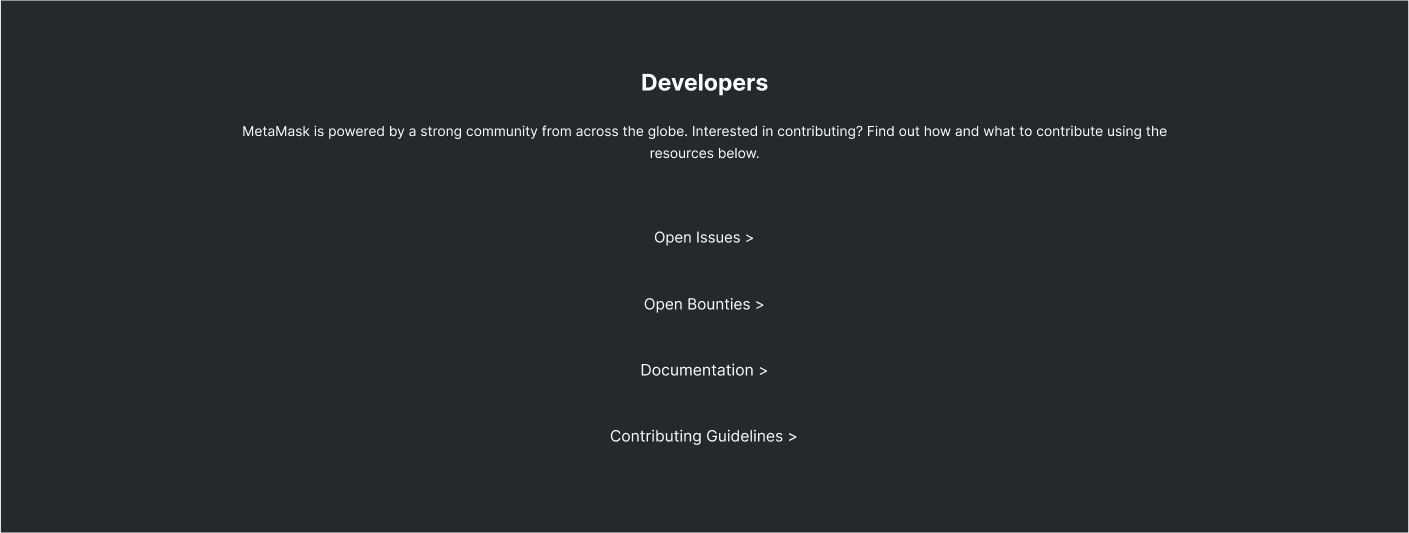 Developers
MetaMask is powered by a strong community from across the globe. Interested in contributing? Find out how and what to contribute using the
resources below.
Open Issues >
Open Bounties >
Documentation >
Contributing Guidelines >